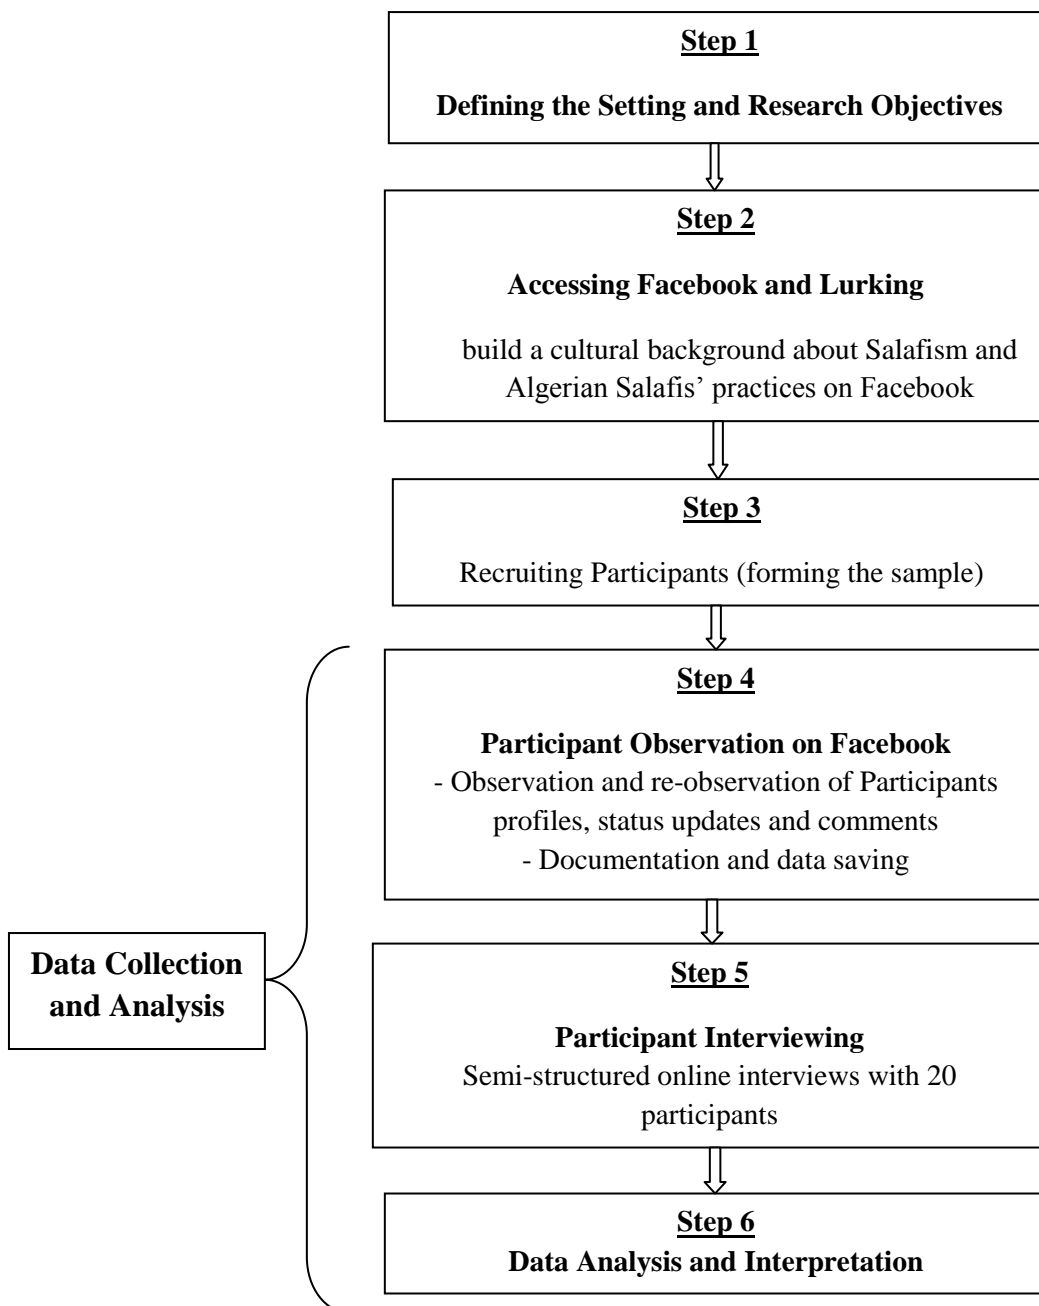 Step 1
Defining the Setting and Research Objectives
Step 2
Accessing Facebook and Lurking
build a cultural background about Salafism and
Algerian Salafis’ practices on Facebook
Step 3
Recruiting Participants (forming the sample)
Step 4
Participant Observation on Facebook
- Observation and re-observation of Participants
profiles, status updates and comments
- Documentation and data saving
Data Collection
and Analysis
Step 5
Participant Interviewing
Semi-structured online interviews with 20
participants
Step 6
Data Analysis and Interpretation